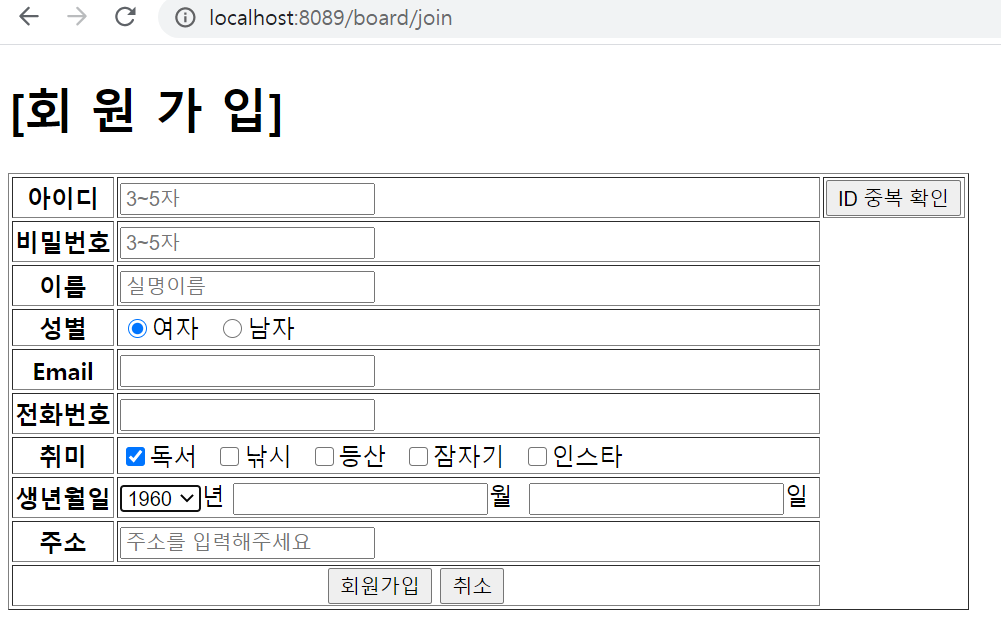 localhost:8089/board/join
[회 원 가 입]
아이디 3~5자 ID 중복 확인
비밀번호 3~5자
이름 실명이름
성별 여자 남자
Email
전화번호
취미 독서 낚시 등산 잠자기 인스타
생년월일 1960 년 월 일
주소 주소를 입력해주세요
회원가입 취소